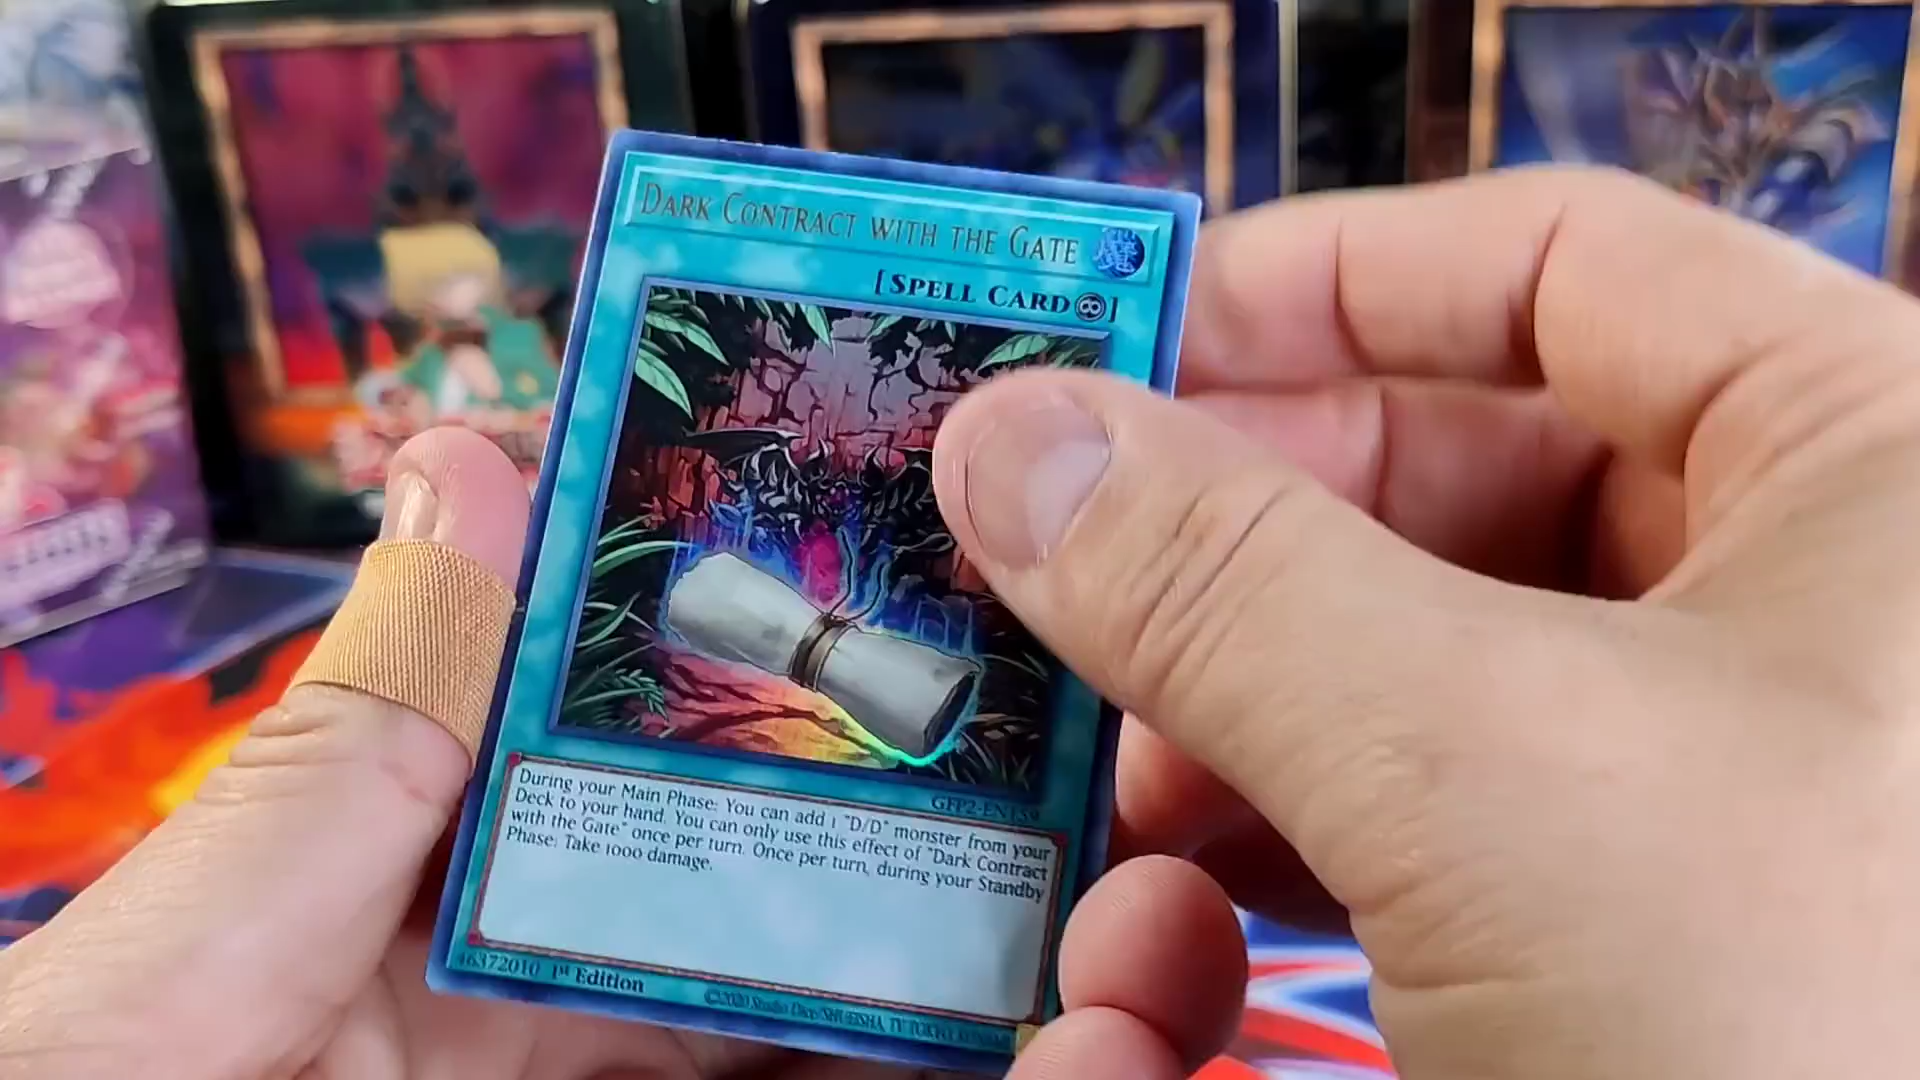 DARK CONTRACT WITH THE GATE 魔
[SPELL CARD]
GFP2-EN159
During your Main Phase: You can add 1 "D/D" monster from your
Deck to your hand. You can only use this effect of "Dark Contract
with the Gate" once per turn. Once per turn, during your Standby
Phase: Take 1000 damage.
46372010 1st Edition
©2020 Studio Dice/SHUEISHA, TV TOKYO, KONAMI